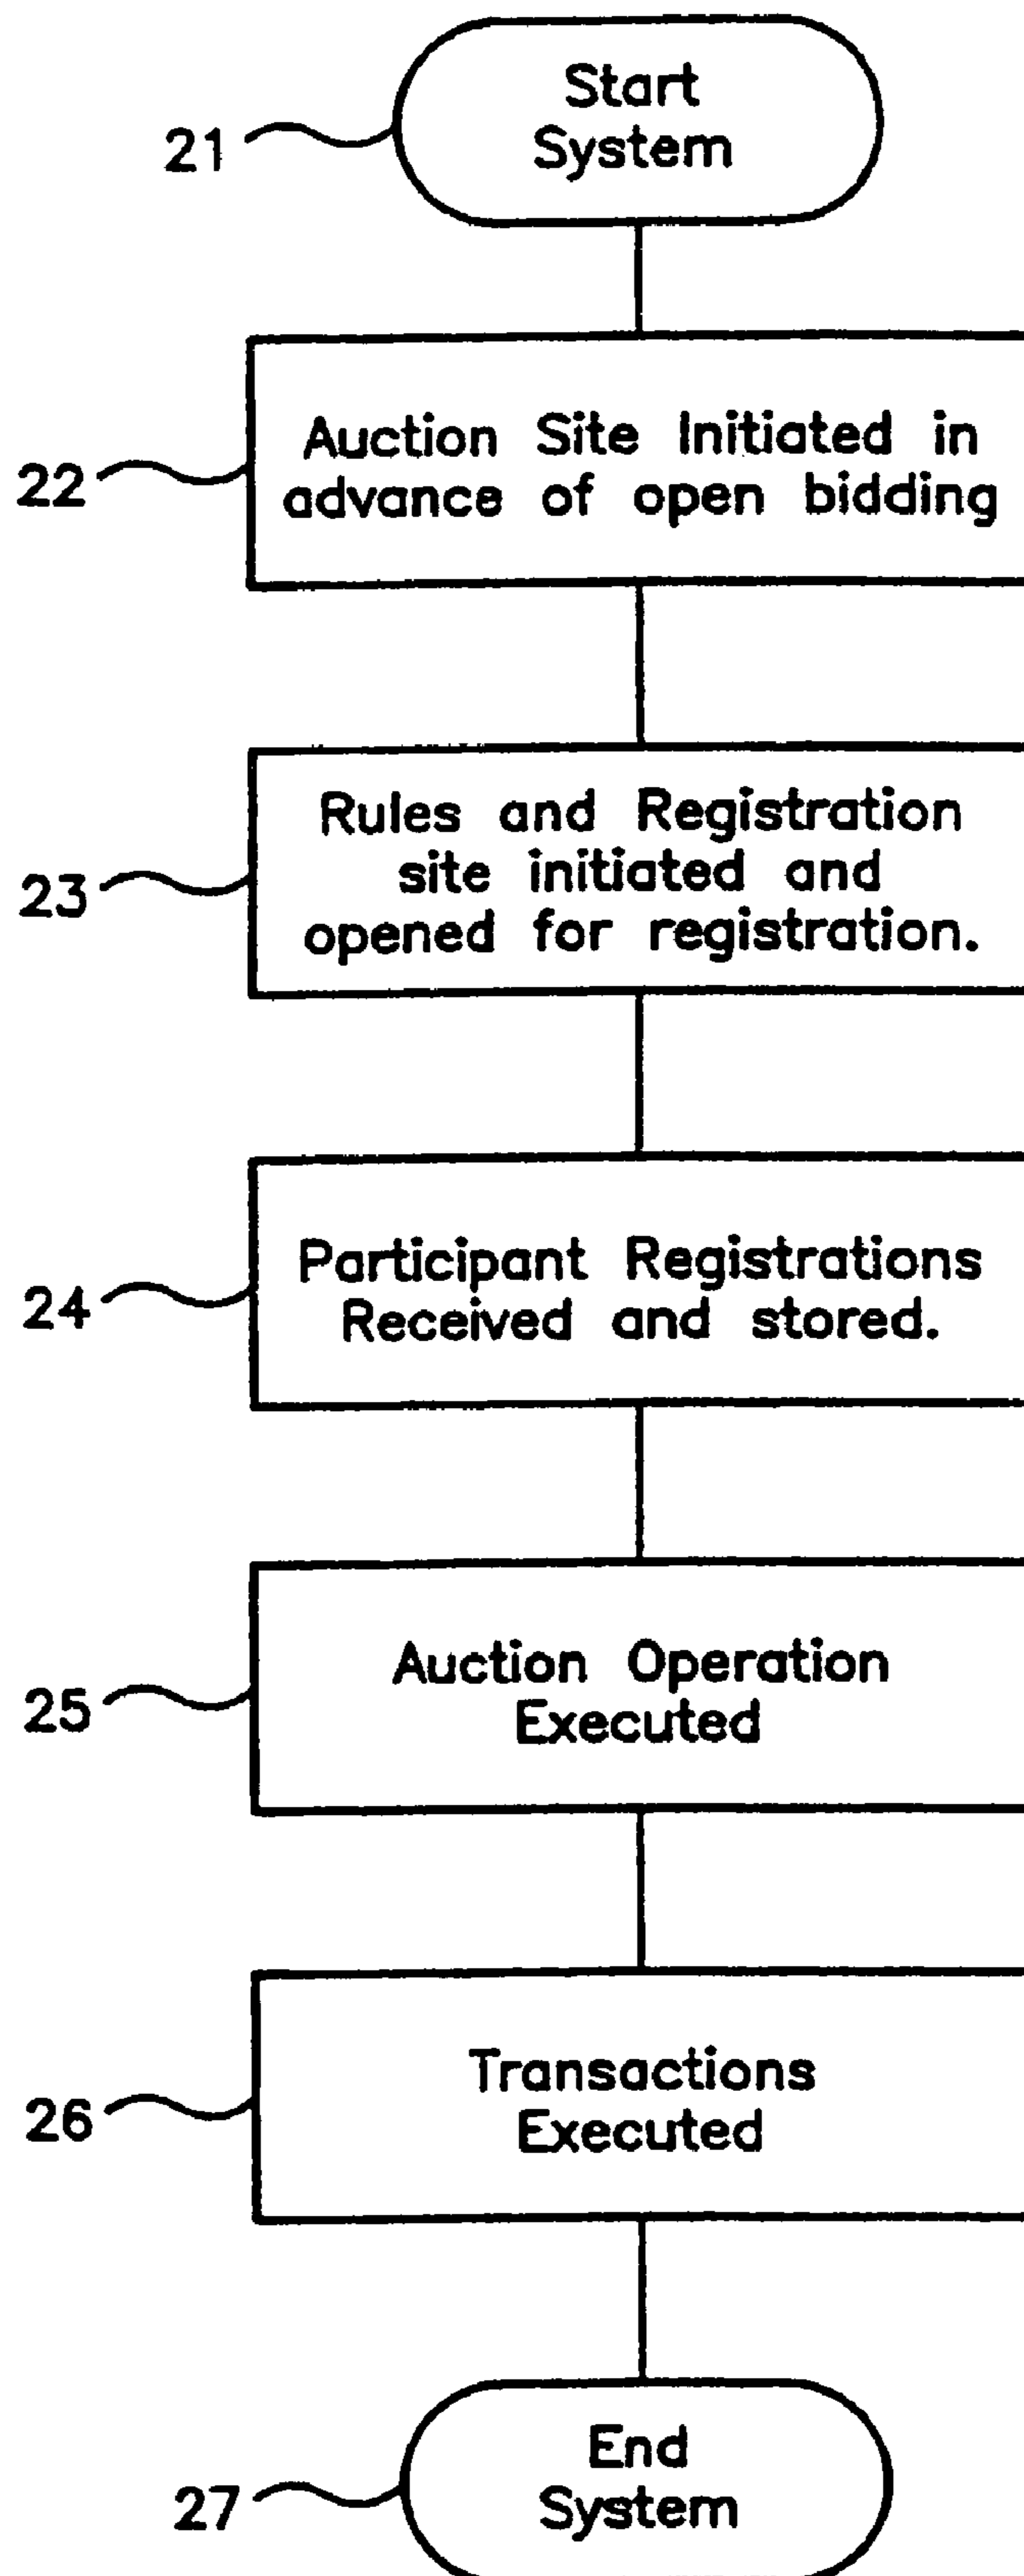 Start
System
21
Auction Site Initiated in
advance of open bidding
22
Rules and Registration
site initiated and
opened for registration.
23
Participant Registrations
Received and stored.
24
Auction Operation
Executed
25
Transactions
Executed
26
End
System
27